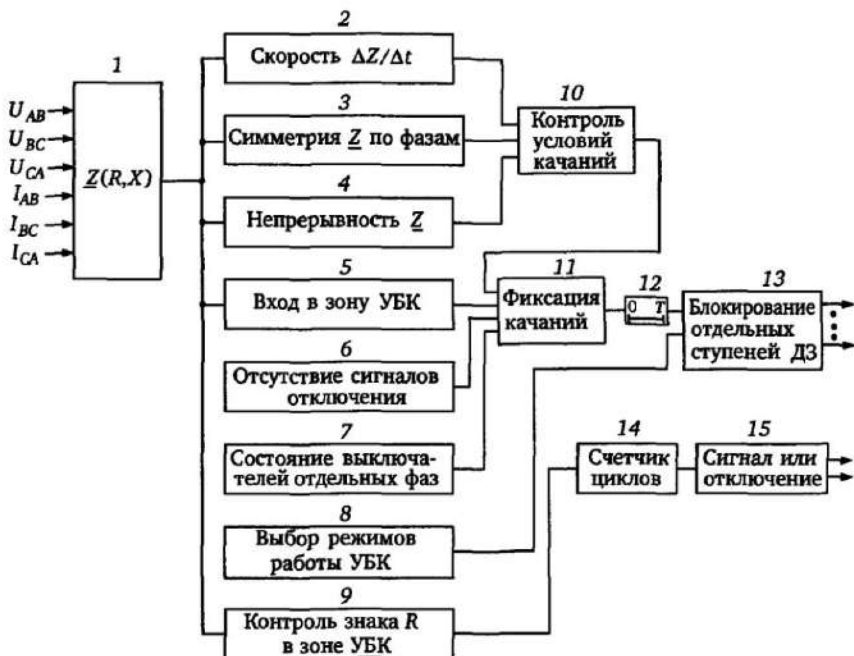 1
U_AB
U_BC
U_CA
I_AB
I_BC
I_CA
Z(R,X)
2
Скорость ΔZ/Δt
3
Симметрия Z по фазам
4
Непрерывность Z
5
Вход в зону УБК
6
Отсутствие сигналов
отключения
7
Состояние выключа-
телей отдельных фаз
8
Выбор режимов
работы УБК
9
Контроль знака R
в зоне УБК
10
Контроль
условий
качаний
11
Фиксация
качаний
12
0 T
13
Блокирование
отдельных
ступеней ДЗ
14
Счетчик
циклов
15
Сигнал или
отключение